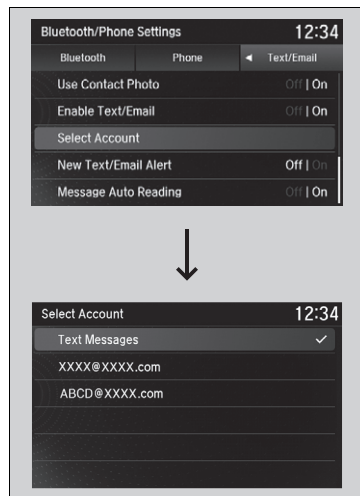 Bluetooth/Phone Settings 12:34
Bluetooth Phone Text/Email
Use Contact Photo Off | On
Enable Text/Email Off | On
Select Account
New Text/Email Alert Off | On
Message Auto Reading Off | On
Select Account 12:34
Text Messages
XXXX@XXXX.com
ABCD@XXXX.com